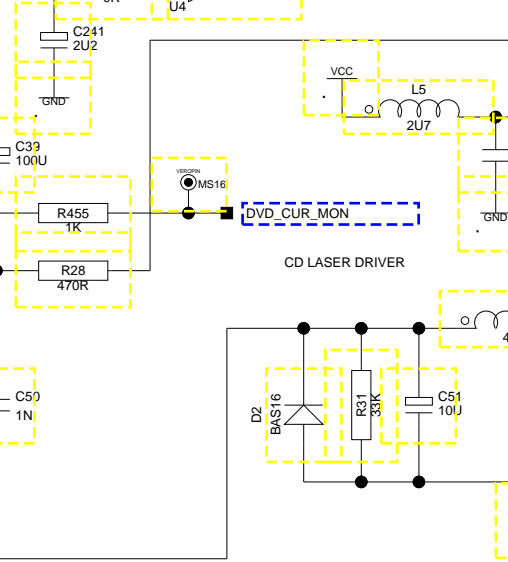 U4
C241
2U2
GND
VCC
L5
2U7
C39
100U
VEROPIN
MS16
R455
1K
DVD_CUR_MON
GND
CD LASER DRIVER
R28
470R
4
C50
1N
D2
BAS16
R31
33K
C51
10U